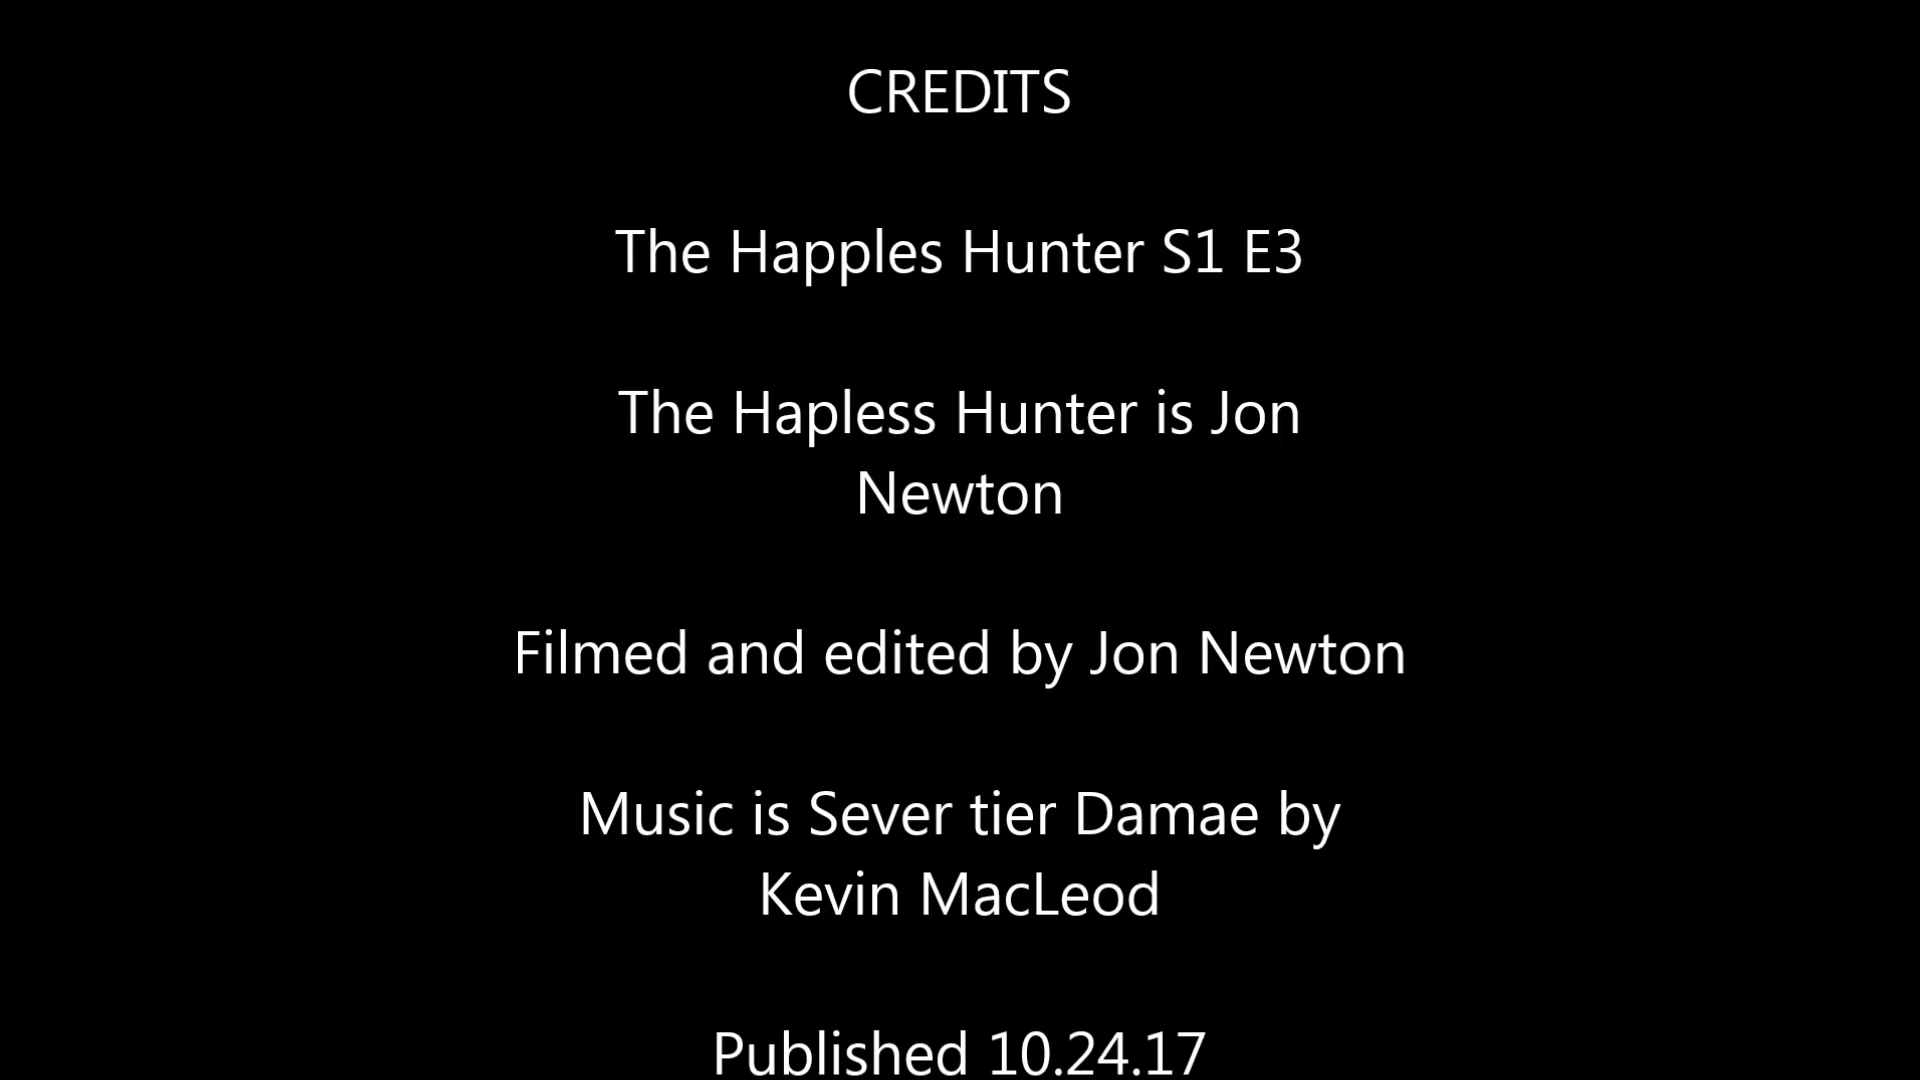 CREDITS
The Happles Hunter S1 E3
The Hapless Hunter is Jon
Newton
Filmed and edited by Jon Newton
Music is Sever tier Damae by
Kevin MacLeod
Published 10.24.17